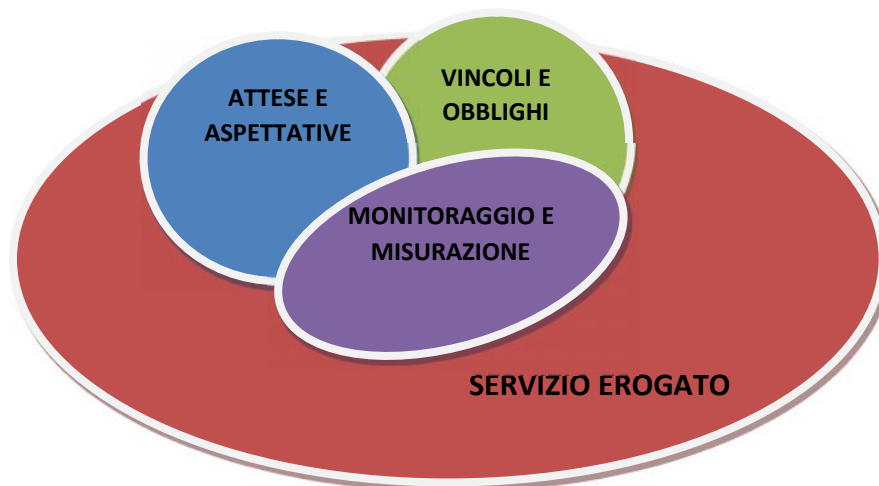 ATTESE E
ASPETTATIVE
VINCOLI E
OBBLIGHI
MONITORAGGIO E
MISURAZIONE
SERVIZIO EROGATO